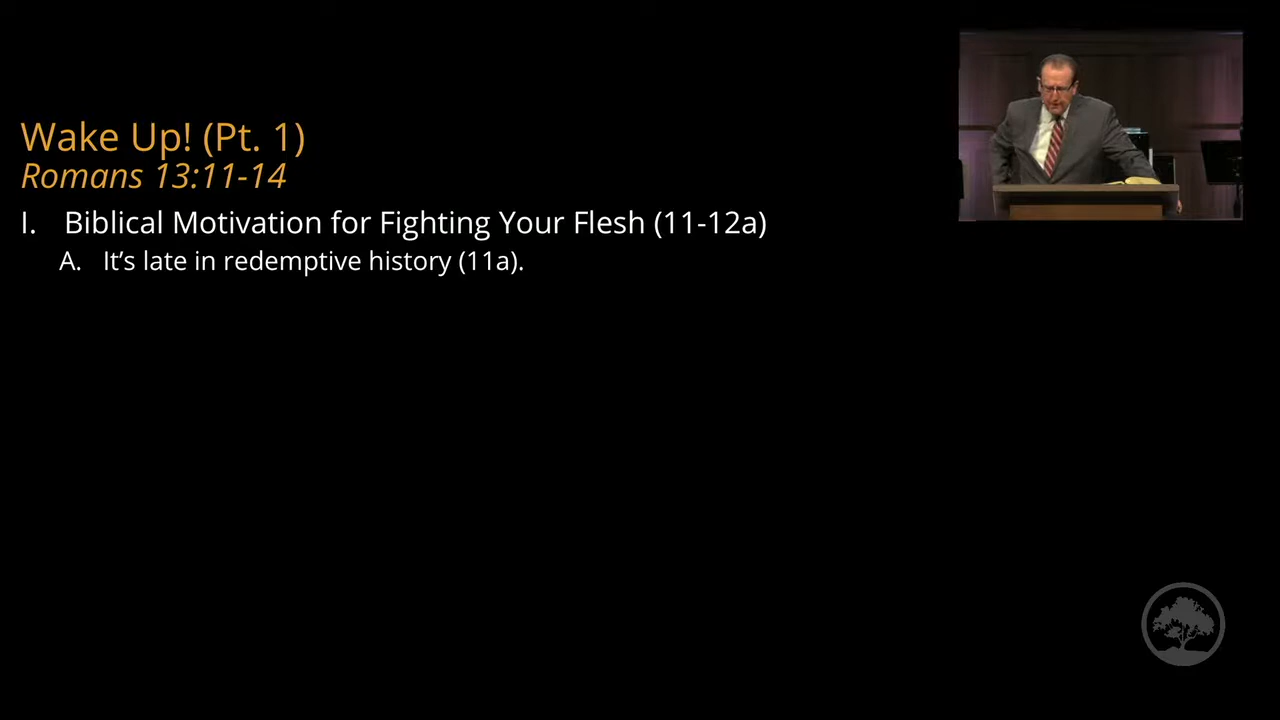 Wake Up! (Pt. 1)
Romans 13:11-14
I. Biblical Motivation for Fighting Your Flesh (11-12a)
A. It’s late in redemptive history (11a).